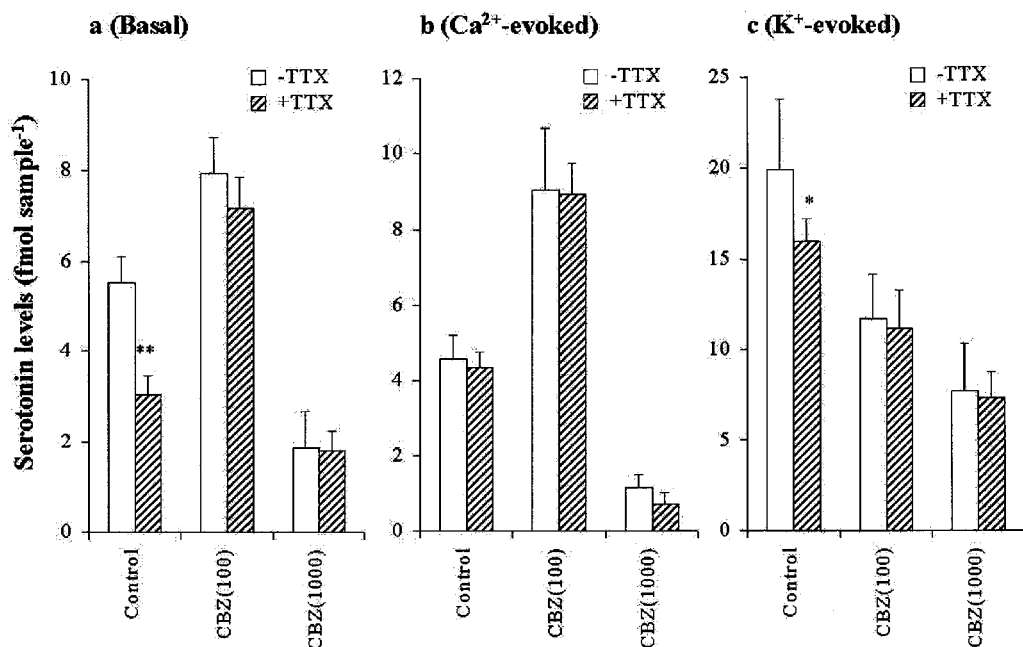 a (Basal)
b (Ca²⁺-evoked)
c (K⁺-evoked)
Serotonin levels (fmol sample⁻¹)
-TTX
+TTX
10
8
6
4
2
0
**
Control
CBZ(100)
CBZ(1000)
-TTX
+TTX
12
10
8
6
4
2
0
Control
CBZ(100)
CBZ(1000)
-TTX
+TTX
25
20
15
10
5
0
*
Control
CBZ(100)
CBZ(1000)